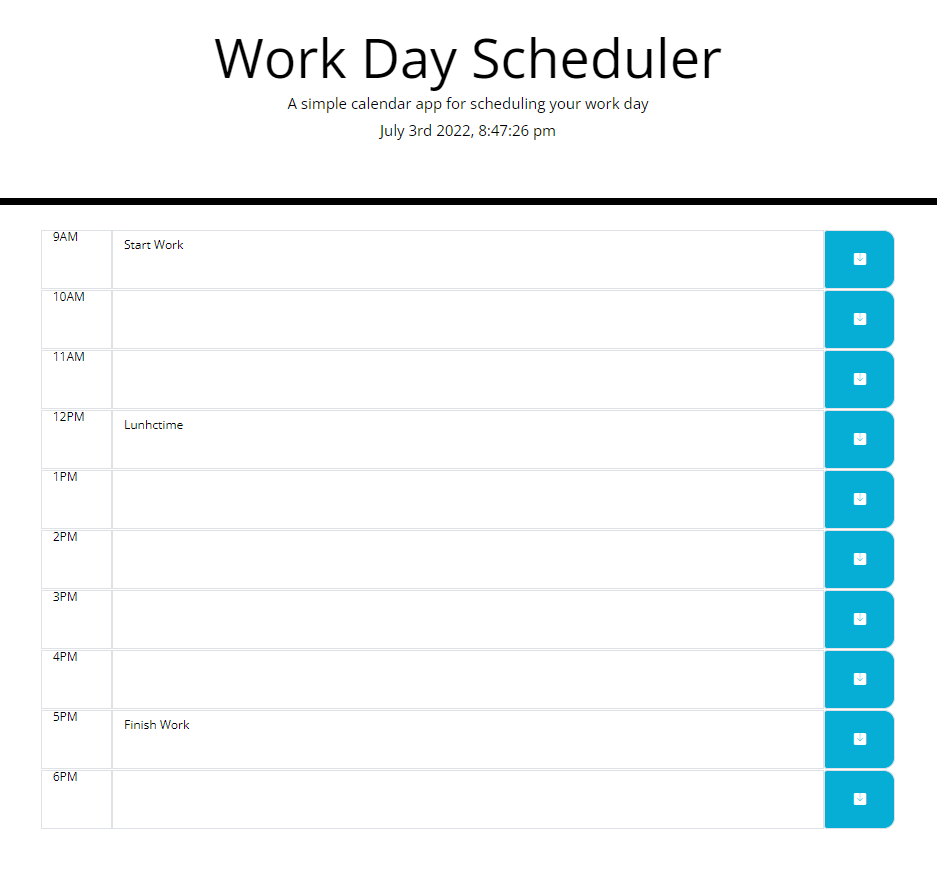 Work Day Scheduler
A simple calendar app for scheduling your work day
July 3rd 2022, 8:47:26 pm
9AM
Start Work
10AM
11AM
12PM
Lunhctime
1PM
2PM
3PM
4PM
5PM
Finish Work
6PM